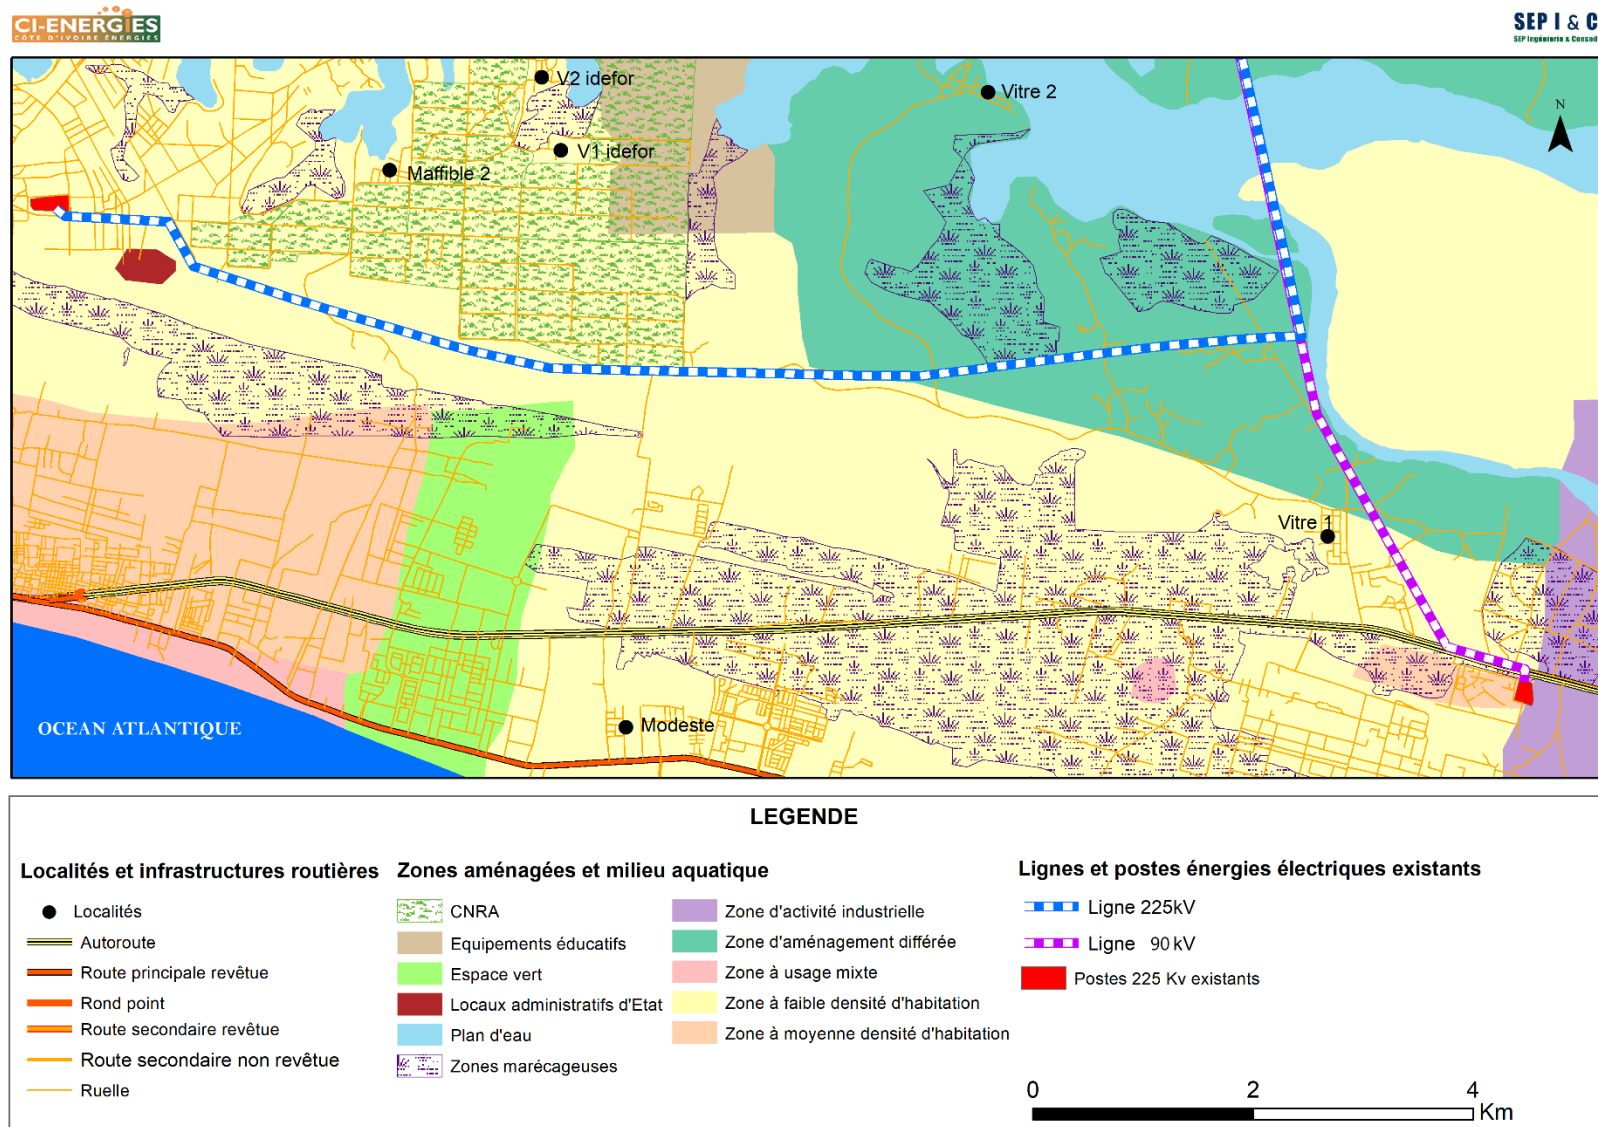 CI-ENERGIES
CÔTE D'IVOIRE ÉNERGIES
SEP I & C
SEP Ingénierie & Conseil
V2 idefor
Vitre 2
N
V1 idefor
Maffible 2
Vitre 1
Modeste
OCEAN ATLANTIQUE
LEGENDE
Localités et infrastructures routières
Localités
Autoroute
Route principale revêtue
Rond point
Route secondaire revêtue
Route secondaire non revêtue
Ruelle
Zones aménagées et milieu aquatique
CNRA
Equipements éducatifs
Espace vert
Locaux administratifs d'Etat
Plan d'eau
Zones marécageuses
Zone d'activité industrielle
Zone d'aménagement différée
Zone à usage mixte
Zone à faible densité d'habitation
Zone à moyenne densité d'habitation
Lignes et postes énergies électriques existants
Ligne 225kV
Ligne 90 kV
Postes 225 Kv existants
0 2 4
Km